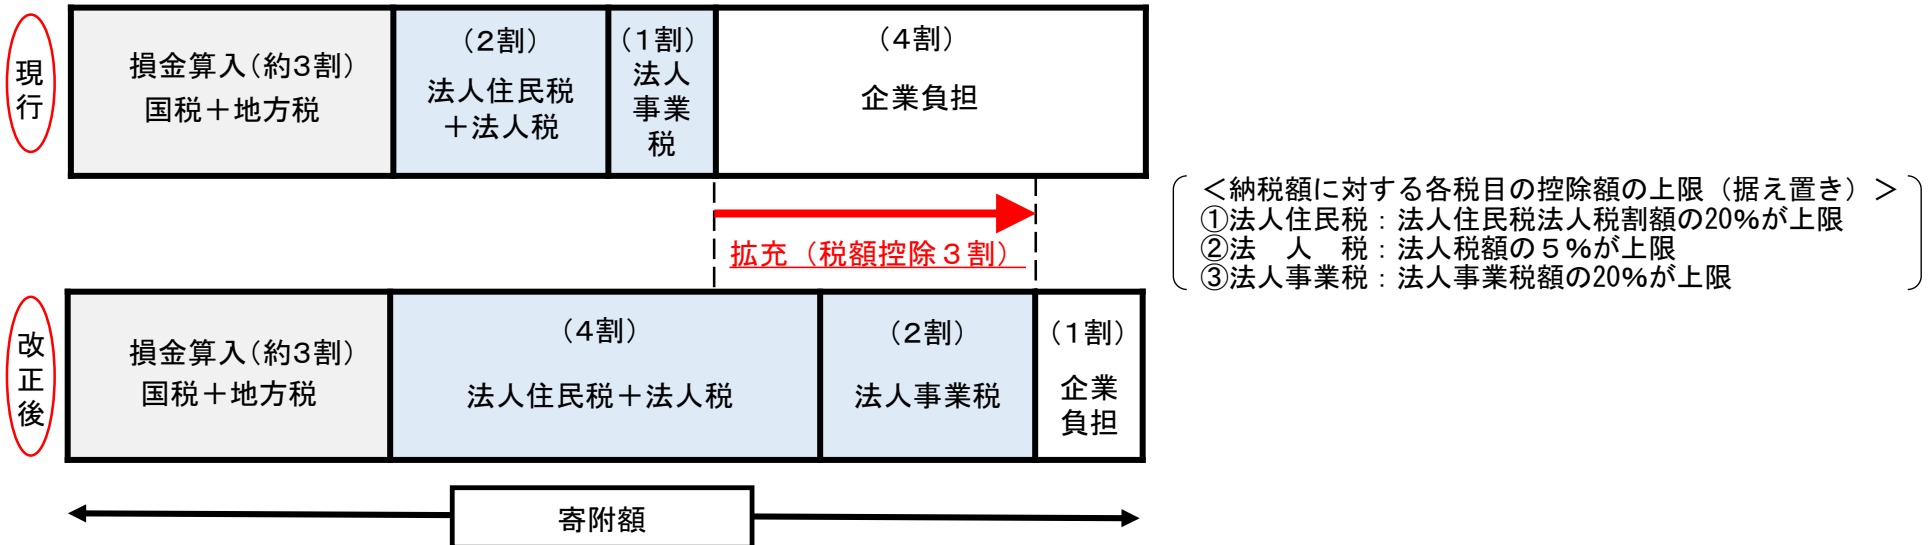 現行
損金算入(約3割)
国税＋地方税
(2割)
法人住民税
＋法人税
(1割)
法人
事業
税
(4割)
企業負担
＜納税額に対する各税目の控除額の上限（据え置き）＞
①法人住民税：法人住民税法人税割額の20%が上限
②法　人　税：法人税額の５%が上限
③法人事業税：法人事業税額の20%が上限
拡充（税額控除３割）
改正後
損金算入(約3割)
国税＋地方税
(4割)
法人住民税＋法人税
(2割)
法人事業税
(1割)
企業
負担
寄附額